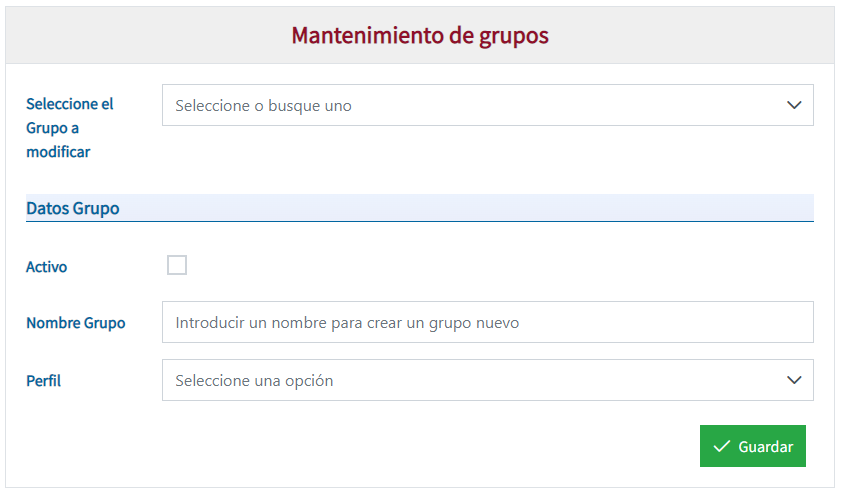 Mantenimiento de grupos
Seleccione el
Grupo a
modificar
Seleccione o busque uno
Datos Grupo
Activo
Nombre Grupo
Introducir un nombre para crear un grupo nuevo
Perfil
Seleccione una opción
Guardar